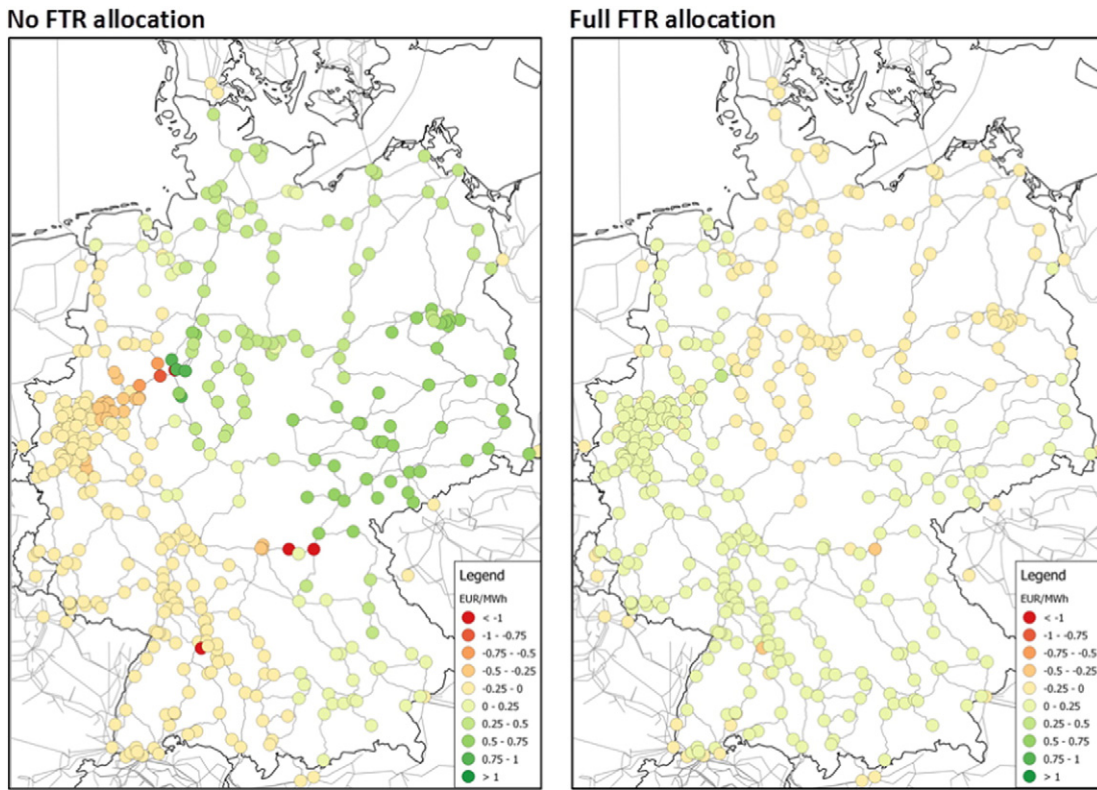 No FTR allocation
Full FTR allocation
Legend
EUR/MWh
< -1
-1 - -0.75
-0.75 - -0.5
-0.5 - -0.25
-0.25 - 0
0 - 0.25
0.25 - 0.5
0.5 - 0.75
0.75 - 1
> 1
Legend
EUR/MWh
< -1
-1 - -0.75
-0.75 - -0.5
-0.5 - -0.25
-0.25 - 0
0 - 0.25
0.25 - 0.5
0.5 - 0.75
0.75 - 1
> 1